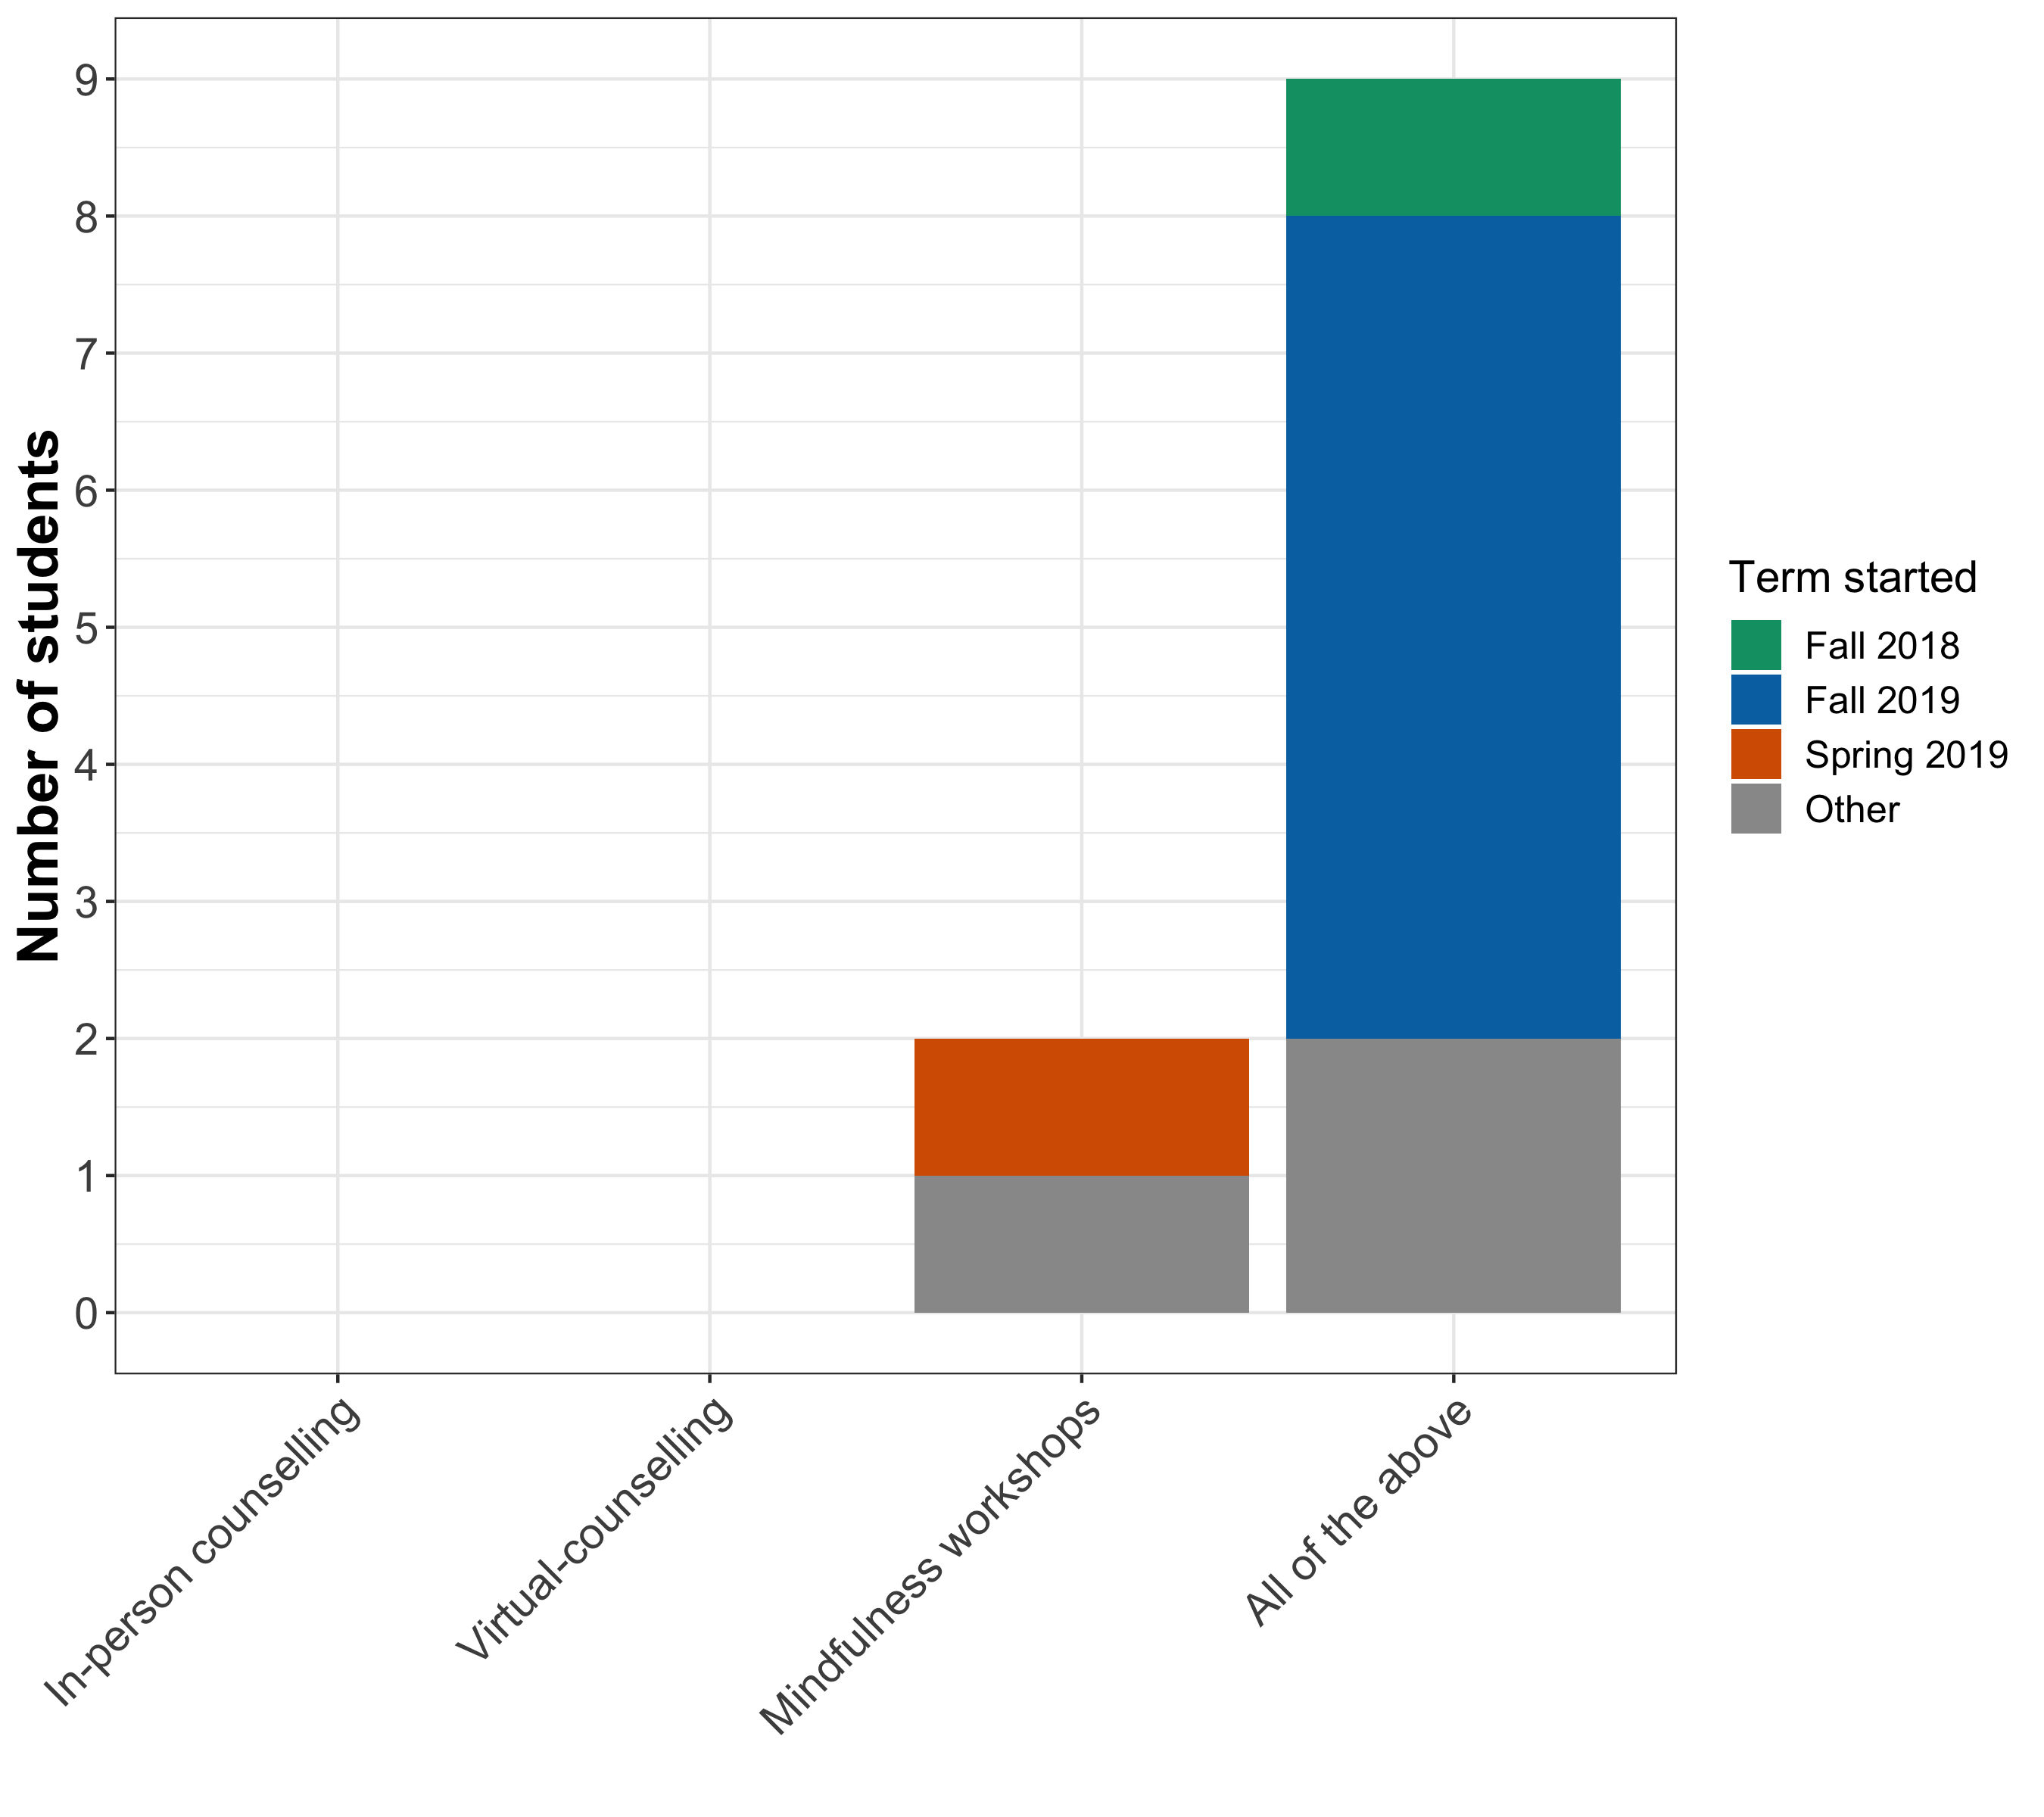 Number of students
9
8
7
6
5
4
3
2
1
0
In-person counselling
Virtual-counselling
Mindfulness workshops
All of the above
Term started
Fall 2018
Fall 2019
Spring 2019
Other